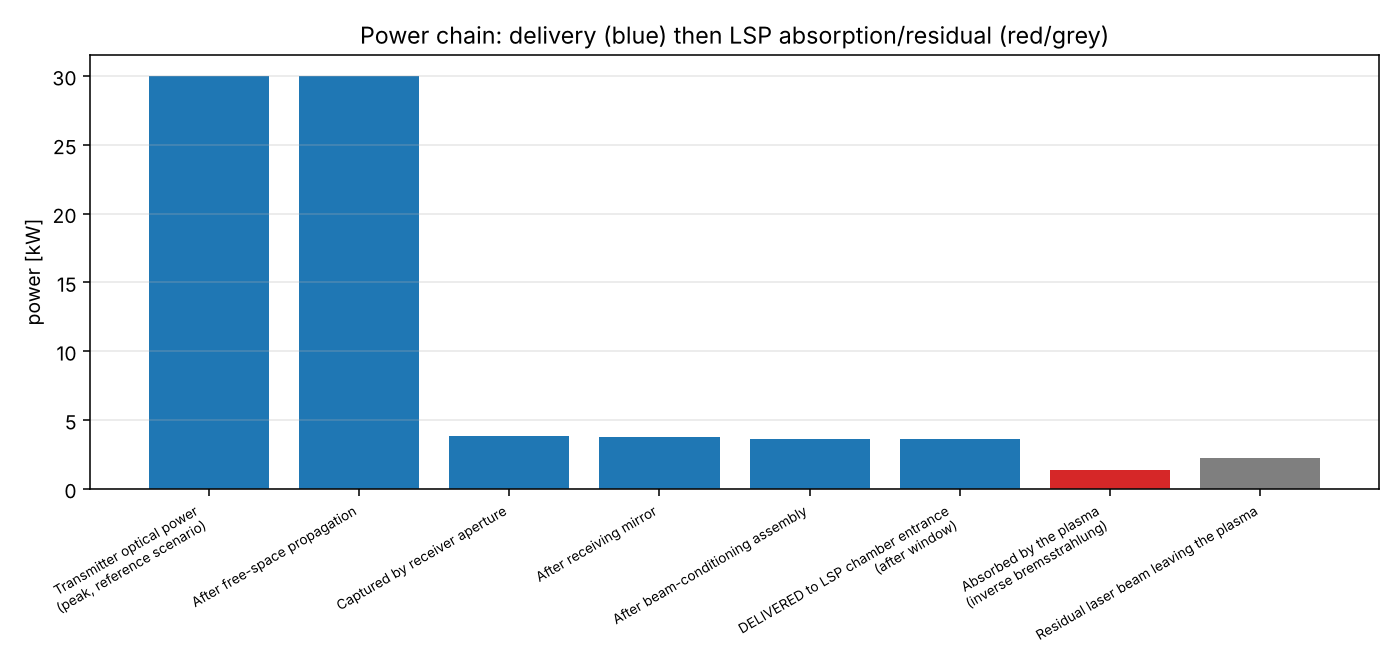 Power chain: delivery (blue) then LSP absorption/residual (red/grey)
power [kW]
30
25
20
15
10
5
0
Transmitter optical power
(peak, reference scenario)
After free-space propagation
Captured by receiver aperture
After receiving mirror
After beam-conditioning assembly
DELIVERED to LSP chamber entrance
(after window)
Absorbed by the plasma
(inverse bremsstrahlung)
Residual laser beam leaving the plasma